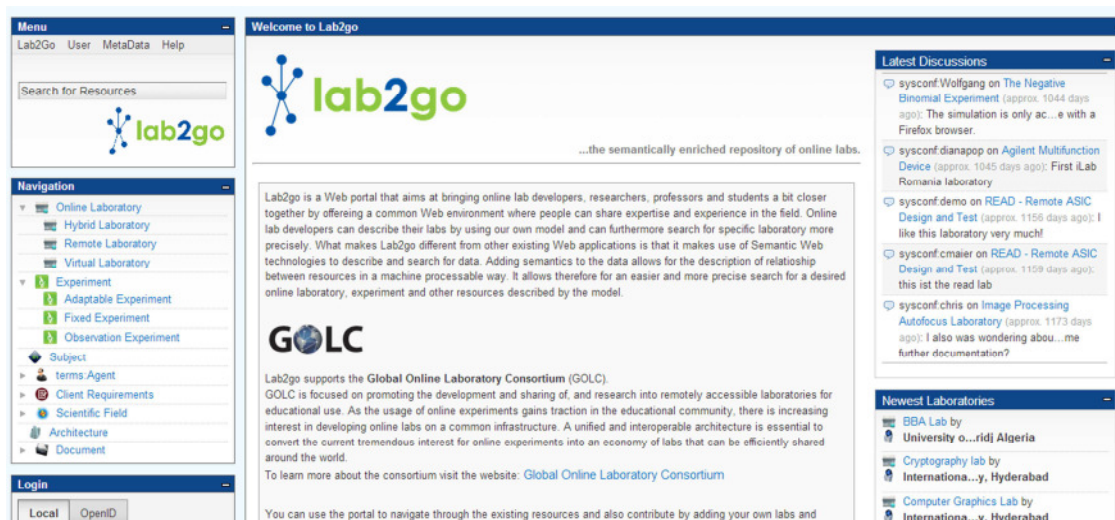 Menu
Lab2Go User MetaData Help
Search for Resources
lab2go
Navigation
Online Laboratory
Hybrid Laboratory
Remote Laboratory
Virtual Laboratory
Experiment
Adaptable Experiment
Fixed Experiment
Observation Experiment
Subject
terms:Agent
Client Requirements
Scientific Field
Architecture
Document
Login
Local OpenID
Welcome to Lab2go
lab2go
...the semantically enriched repository of online labs.
Lab2go is a Web portal that aims at bringing online lab developers, researchers, professors and students a bit closer
together by offereing a common Web environment where people can share expertise and experience in the field. Online
lab developers can describe their labs by using our own model and can furthermore search for specific laboratory more
precisely. What makes Lab2go different from other existing Web applications is that it makes use of Semantic Web
technologies to describe and search for data. Adding semantics to the data allows for the description of relatioship
between resources in a machine processable way. It allows therefore for an easier and more precise search for a desired
online laboratory, experiment and other resources described by the model.
GOLC
Lab2go supports the Global Online Laboratory Consortium (GOLC).
GOLC is focused on promoting the development and sharing of, and research into remotely accessible laboratories for
educational use. As the usage of online experiments gains traction in the educational community, there is increasing
interest in developing online labs on a common infrastructure. A unified and interoperable architecture is essential to
convert the current tremendous interest for online experiments into an economy of labs that can be efficiently shared
around the world.
To learn more about the consortium visit the website: Global Online Laboratory Consortium
You can use the portal to navigate through the existing resources and also contribute by adding your own labs and
Latest Discussions
sysconf:Wolfgang on The Negative
Binomial Experiment (approx. 1044 days
ago): The simulation is only ac...e with a
Firefox browser.
sysconf:dianapop on Agilent Multifunction
Device (approx. 1045 days ago): First iLab
Romania laboratory
sysconf:demo on READ - Remote ASIC
Design and Test (approx. 1156 days ago): I
like this laboratory very much!
sysconf:cmaier on READ - Remote ASIC
Design and Test (approx. 1159 days ago):
this ist the read lab
sysconf:chris on Image Processing
Autofocus Laboratory (approx. 1173 days
ago): I also was wondering abou...me
further documentation?
Newest Laboratories
BBA Lab by
University o...ridj Algeria
Cryptography lab by
Internationa...y, Hyderabad
Computer Graphics Lab by
Internationa...y, Hyderabad